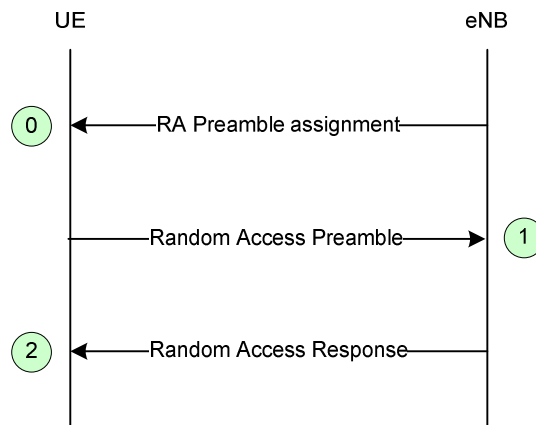 UE
eNB
0
RA Preamble assignment
Random Access Preamble
1
2
Random Access Response